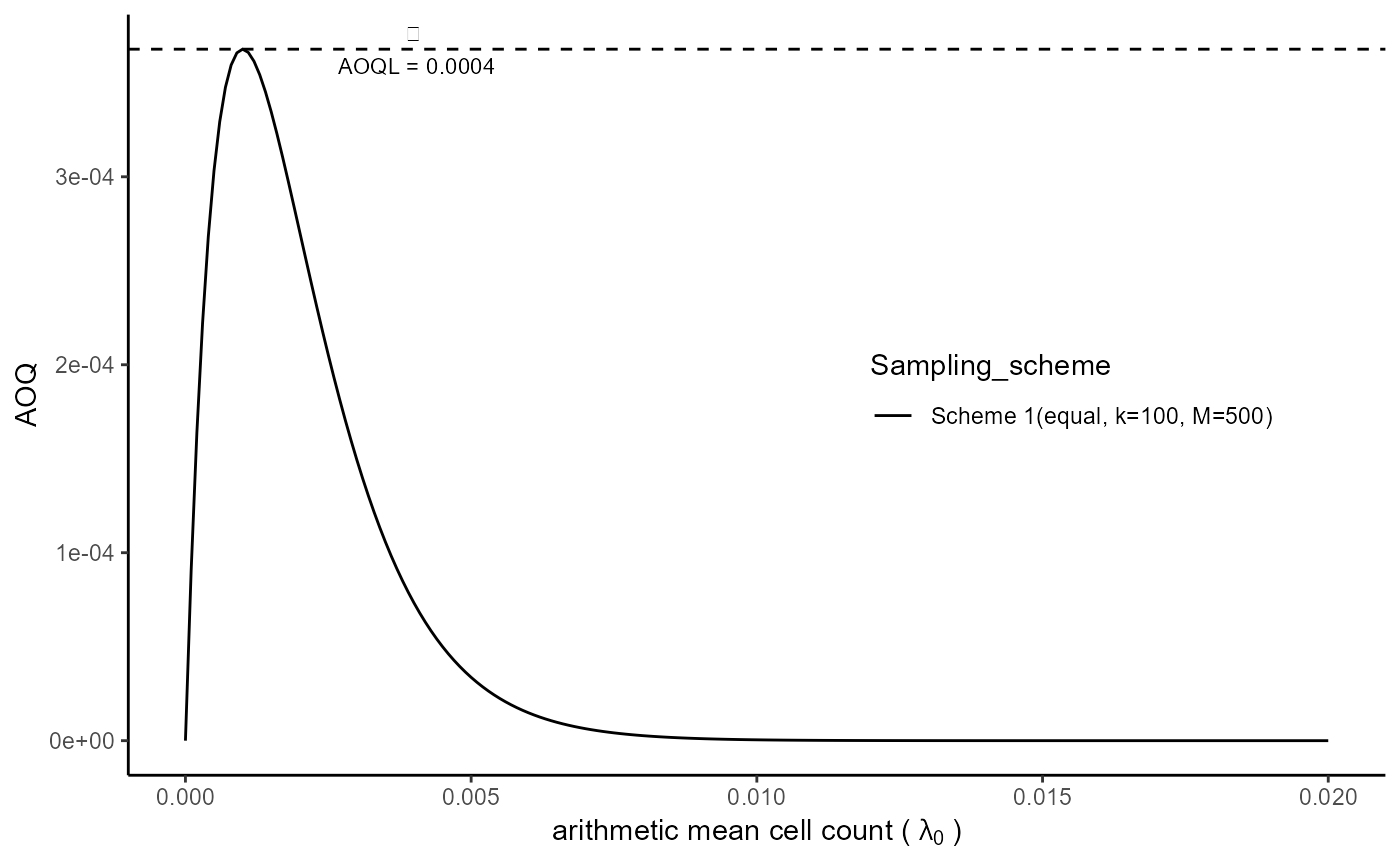 AOQL = 0.0004
3e-04
2e-04
1e-04
0e+00
AOQ
Sampling_scheme
Scheme 1(equal, k=100, M=500)
0.000 0.005 0.010 0.015 0.020
arithmetic mean cell count ( λ₀ )